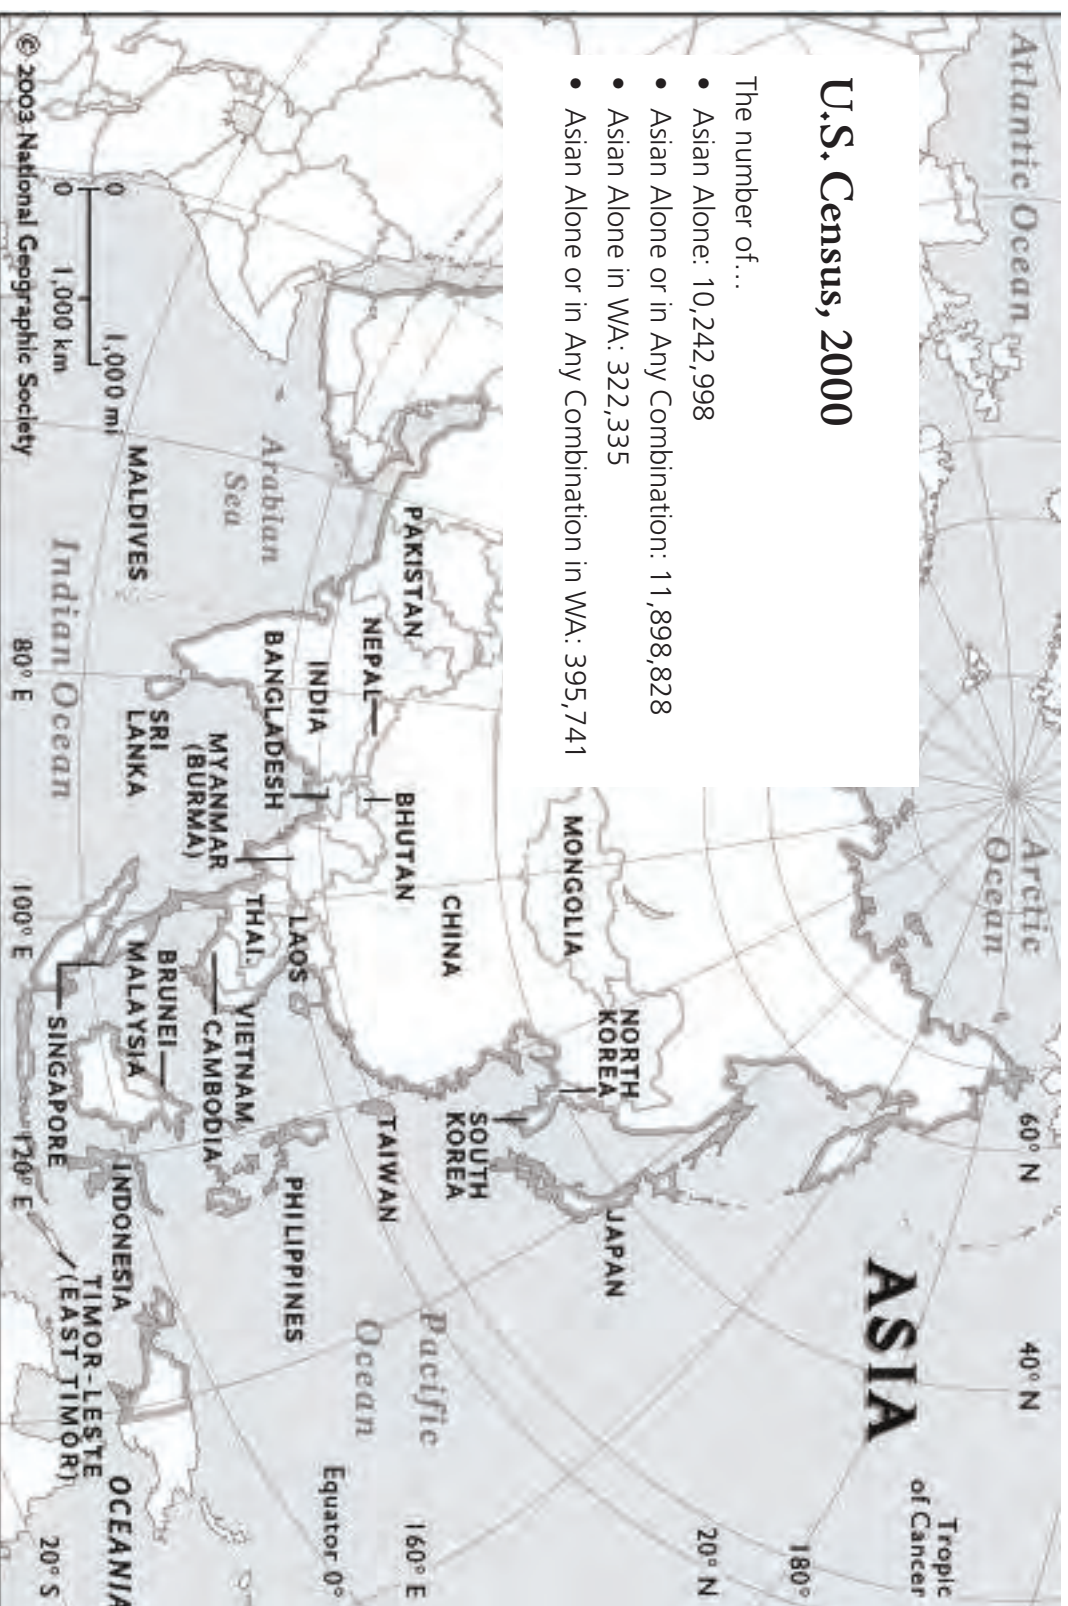 U.S. Census, 2000
The number of…
• Asian Alone: 10,242,998
• Asian Alone or in Any Combination: 11,898,828
• Asian Alone in WA: 322,335
• Asian Alone or in Any Combination in WA: 395,741
ASIA
Atlantic Ocean
Arctic
Ocean
60° N
40° N
Tropic
of Cancer
180°
20° N
160° E
Equator 0°
20° S
OCEANIA
Pacific
Ocean
MONGOLIA
NORTH
KOREA
SOUTH
KOREA
JAPAN
CHINA
TAIWAN
PAKISTAN
NEPAL
BHUTAN
INDIA
BANGLADESH
MYANMAR
(BURMA)
LAOS
THAI.
VIETNAM
CAMBODIA
PHILIPPINES
BRUNEI
MALAYSIA
SINGAPORE
INDONESIA
TIMOR-LESTE
(EAST TIMOR)
SRI
LANKA
MALDIVES
Arabian
Sea
Indian Ocean
80° E
100° E
120° E
0 1,000 mi
0 1,000 km
© 2003 National Geographic Society